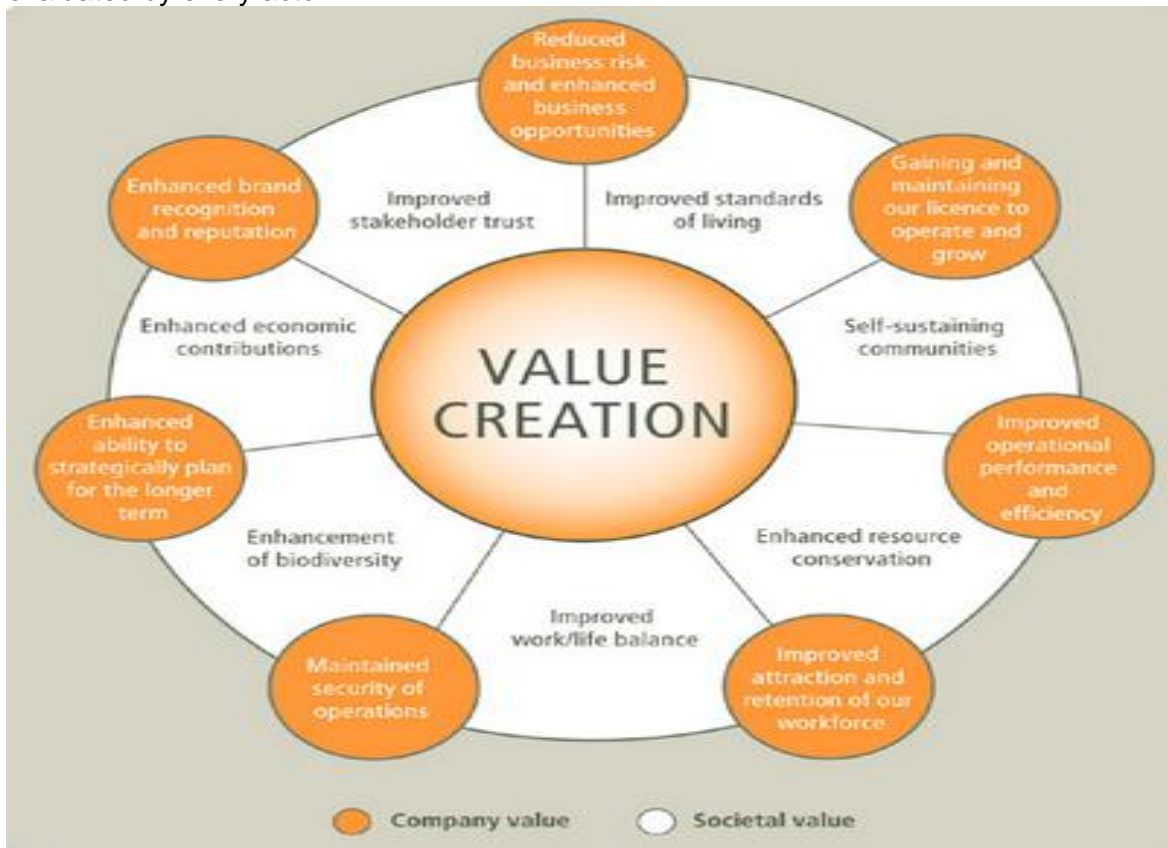 Reduced
business risk
and enhanced
business
opportunities
Enhanced brand
recognition
and reputation
Improved
stakeholder trust
Improved standards
of living
Gaining and
maintaining
our licence to
operate and
grow
Enhanced economic
contributions
VALUE
CREATION
Self-sustaining
communities
Enhanced
ability to
strategically plan
for the longer
term
Improved
operational
performance
and
efficiency
Enhancement
of biodiversity
Enhanced resource
conservation
Improved
work/life balance
Maintained
security of
operations
Improved
attraction and
retention of our
workforce
Company value
Societal value